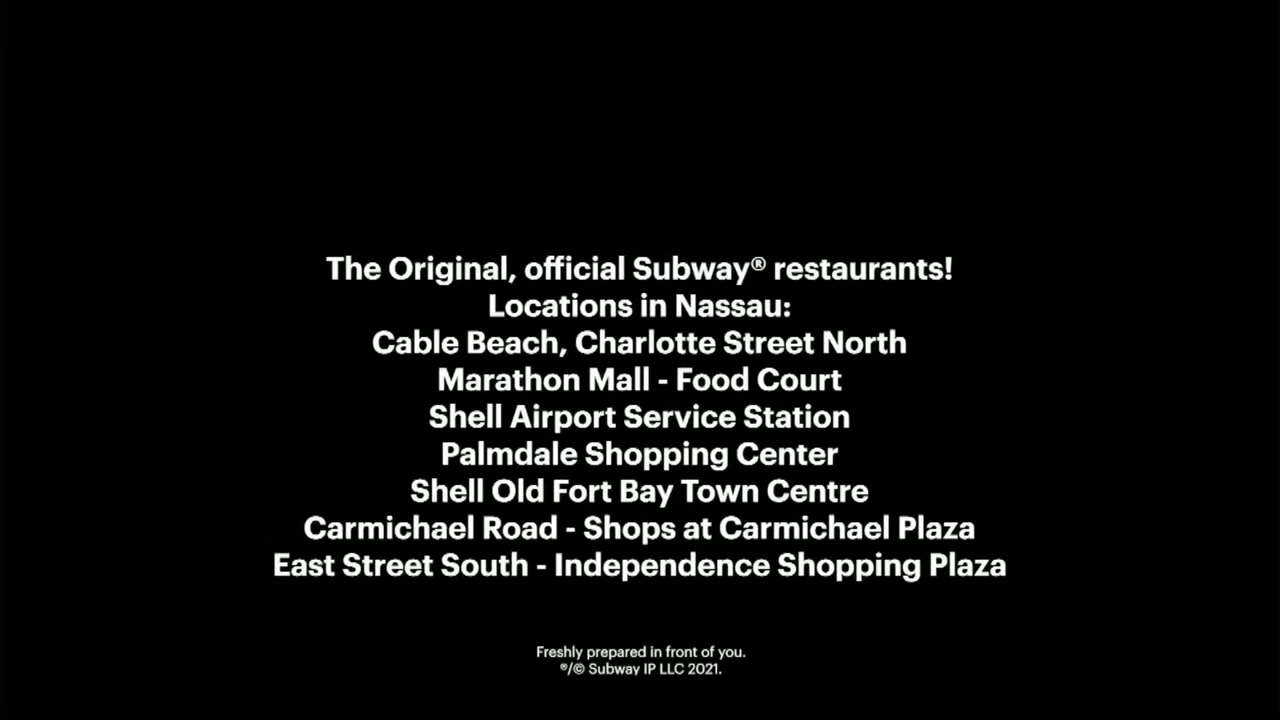 The Original, official Subway® restaurants!
Locations in Nassau:
Cable Beach, Charlotte Street North
Marathon Mall - Food Court
Shell Airport Service Station
Palmdale Shopping Center
Shell Old Fort Bay Town Centre
Carmichael Road - Shops at Carmichael Plaza
East Street South - Independence Shopping Plaza
Freshly prepared in front of you.
®/© Subway IP LLC 2021.